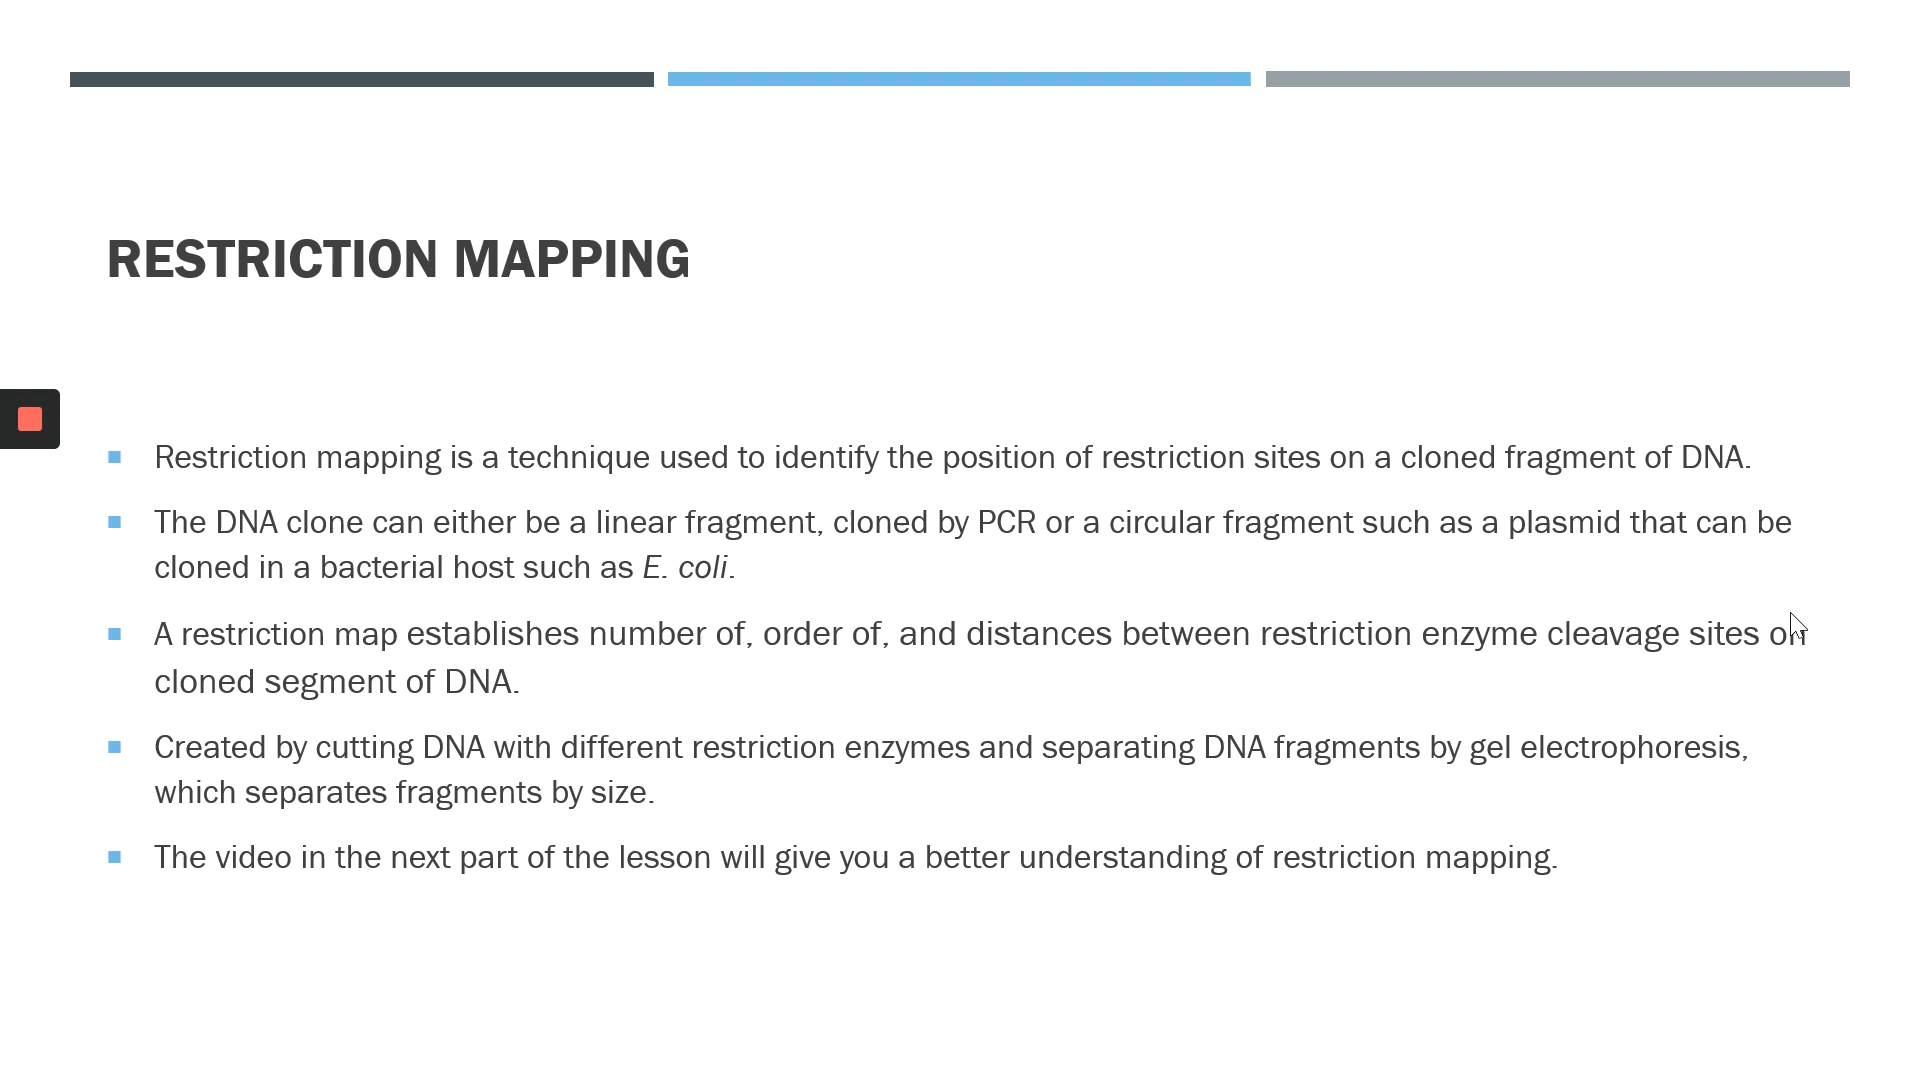 RESTRICTION MAPPING
Restriction mapping is a technique used to identify the position of restriction sites on a cloned fragment of DNA.
The DNA clone can either be a linear fragment, cloned by PCR or a circular fragment such as a plasmid that can be
cloned in a bacterial host such as E. coli.
A restriction map establishes number of, order of, and distances between restriction enzyme cleavage sites on
cloned segment of DNA.
Created by cutting DNA with different restriction enzymes and separating DNA fragments by gel electrophoresis,
which separates fragments by size.
The video in the next part of the lesson will give you a better understanding of restriction mapping.